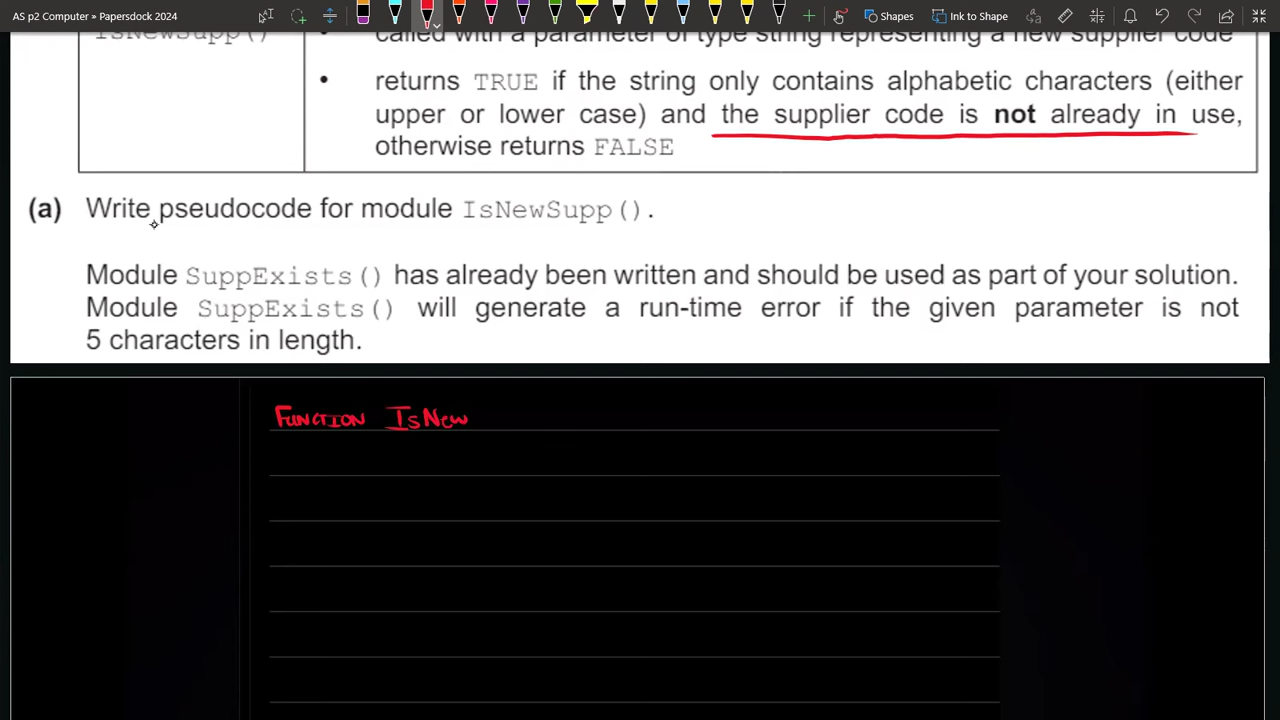 AS p2 Computer » Papersdock 2024
Shapes
Ink to Shape
IsNewSupp() • called with a parameter of type string representing a new supplier code
• returns TRUE if the string only contains alphabetic characters (either
upper or lower case) and the supplier code is not already in use,
otherwise returns FALSE
(a) Write pseudocode for module IsNewSupp().
Module SuppExists() has already been written and should be used as part of your solution.
Module SuppExists() will generate a run-time error if the given parameter is not
5 characters in length.
FUNCTION IsNew